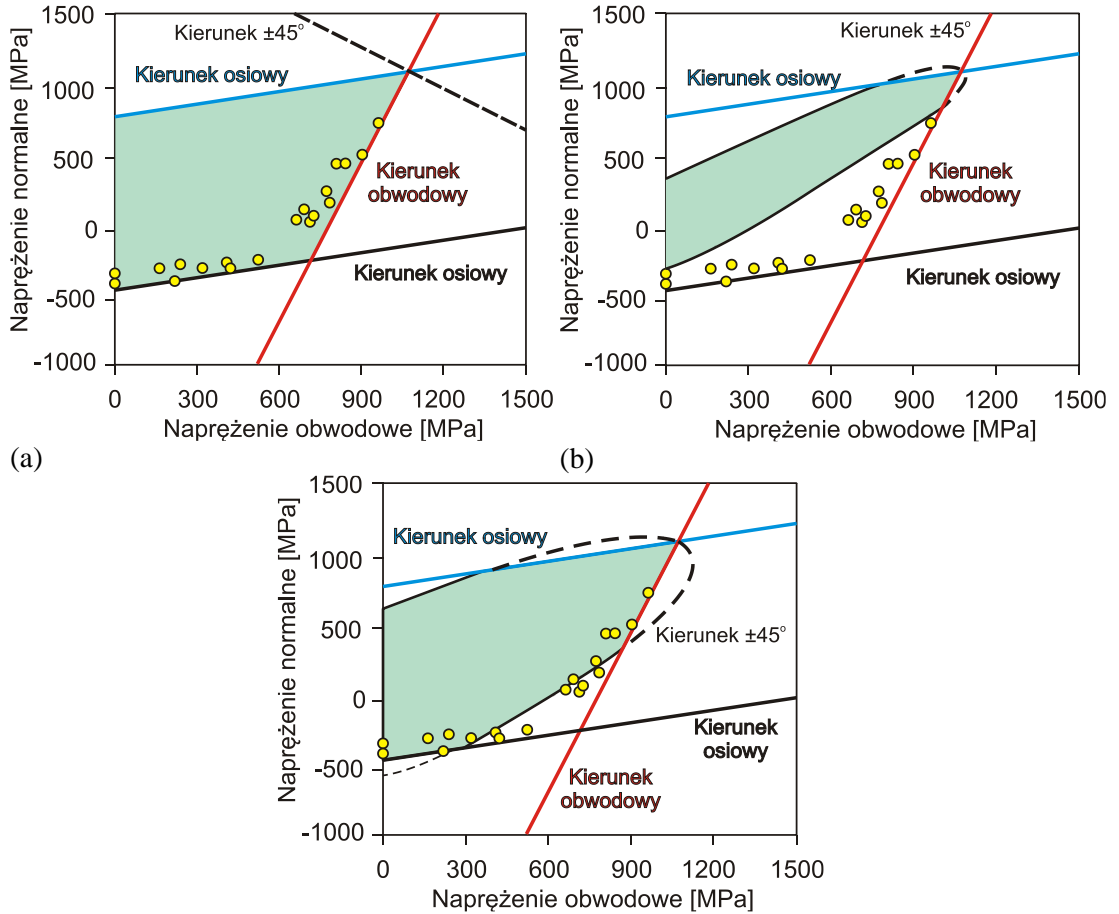 Naprężenie normalne [MPa]
1500
1000
500
0
-500
-1000
Kierunek ±45°
Kierunek osiowy
Kierunek
obwodowy
Kierunek osiowy
0 300 600 900 1200 1500
Naprężenie obwodowe [MPa]
(a)
Naprężenie normalne [MPa]
1500
1000
500
0
-500
-1000
Kierunek ±45°
Kierunek osiowy
Kierunek
obwodowy
Kierunek osiowy
0 300 600 900 1200 1500
Naprężenie obwodowe [MPa]
(b)
Naprężenie normalne [MPa]
1500
1000
500
0
-500
-1000
Kierunek osiowy
Kierunek ±45°
Kierunek
osiowy
Kierunek
obwodowy
0 300 600 900 1200 1500
Naprężenie obwodowe [MPa]